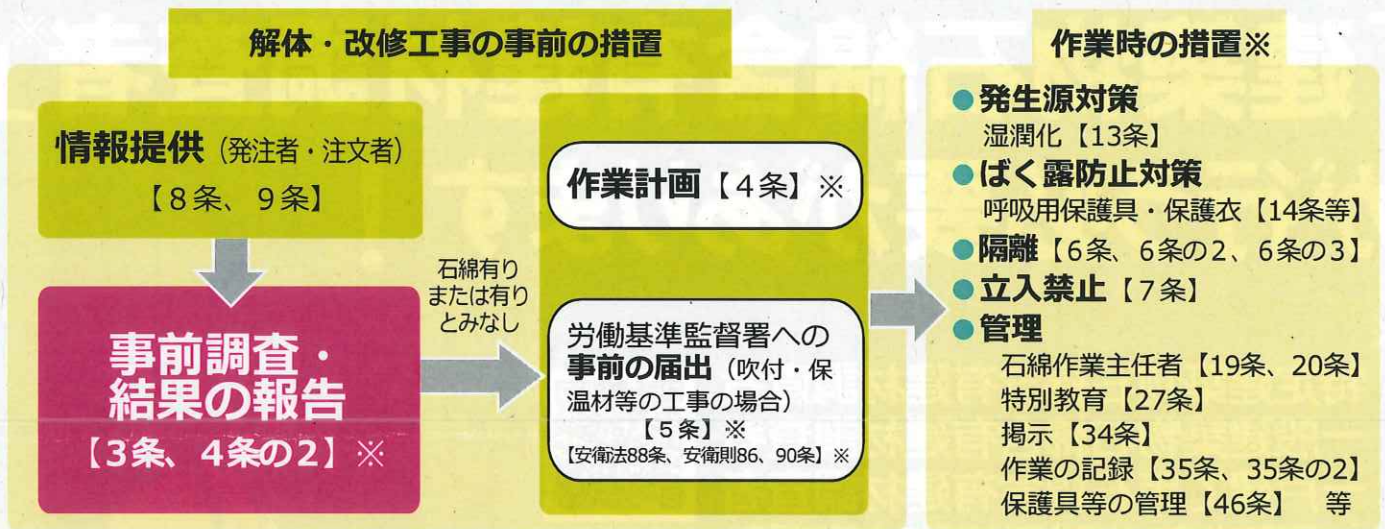 解体・改修工事の事前の措置
情報提供（発注者・注文者）
【８条、９条】
事前調査・
結果の報告
【３条、４条の２】※
石綿有り
または有り
とみなし
作業計画【４条】※
労働基準監督署への
事前の届出（吹付・保
温材等の工事の場合）
【５条】※
【安衛法88条、安衛則86、90条】※
作業時の措置※
●発生源対策
湿潤化【13条】
●ばく露防止対策
呼吸用保護具・保護衣【14条等】
●隔離【６条、６条の２、６条の３】
●立入禁止【７条】
●管理
石綿作業主任者【19条、20条】
特別教育【27条】
掲示【34条】
作業の記録【35条、35条の２】
保護具等の管理【46条】　等